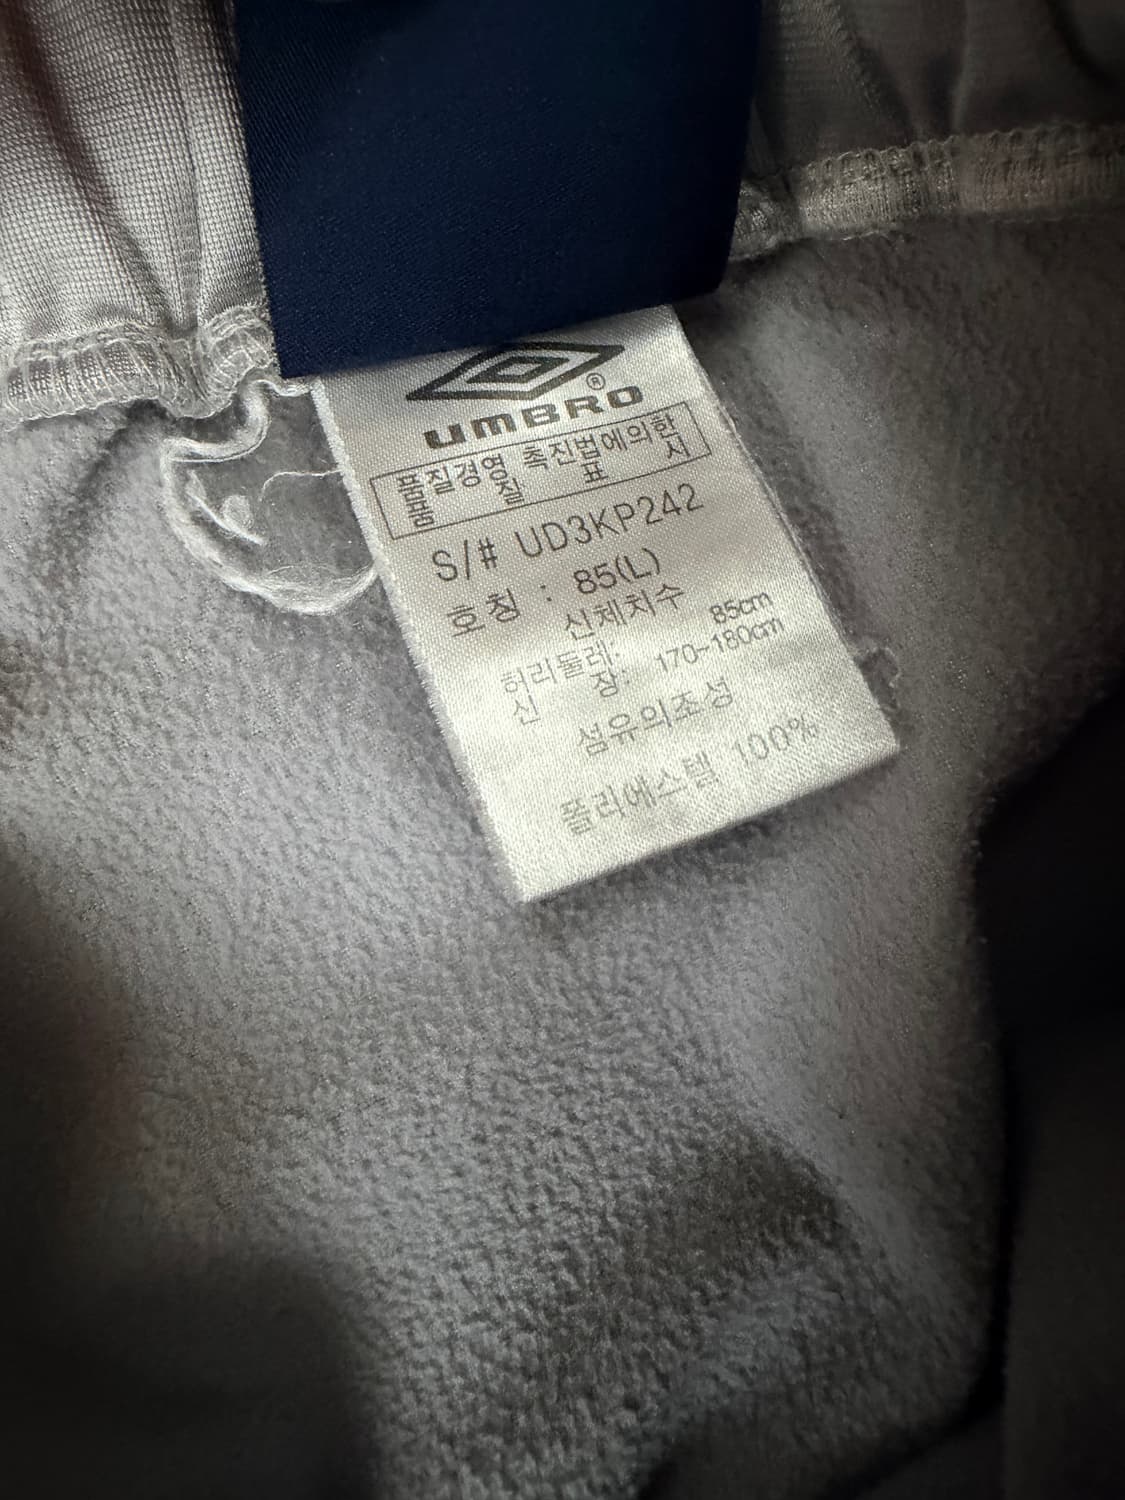 UMBRO®
품질경영 촉진법에의한
품 질 표 시
S/# UD3KP242
호칭 : 85(L)
신체치수
허리둘레: 85cm
신 장: 170~180cm
섬유의조성
폴리에스텔 100%